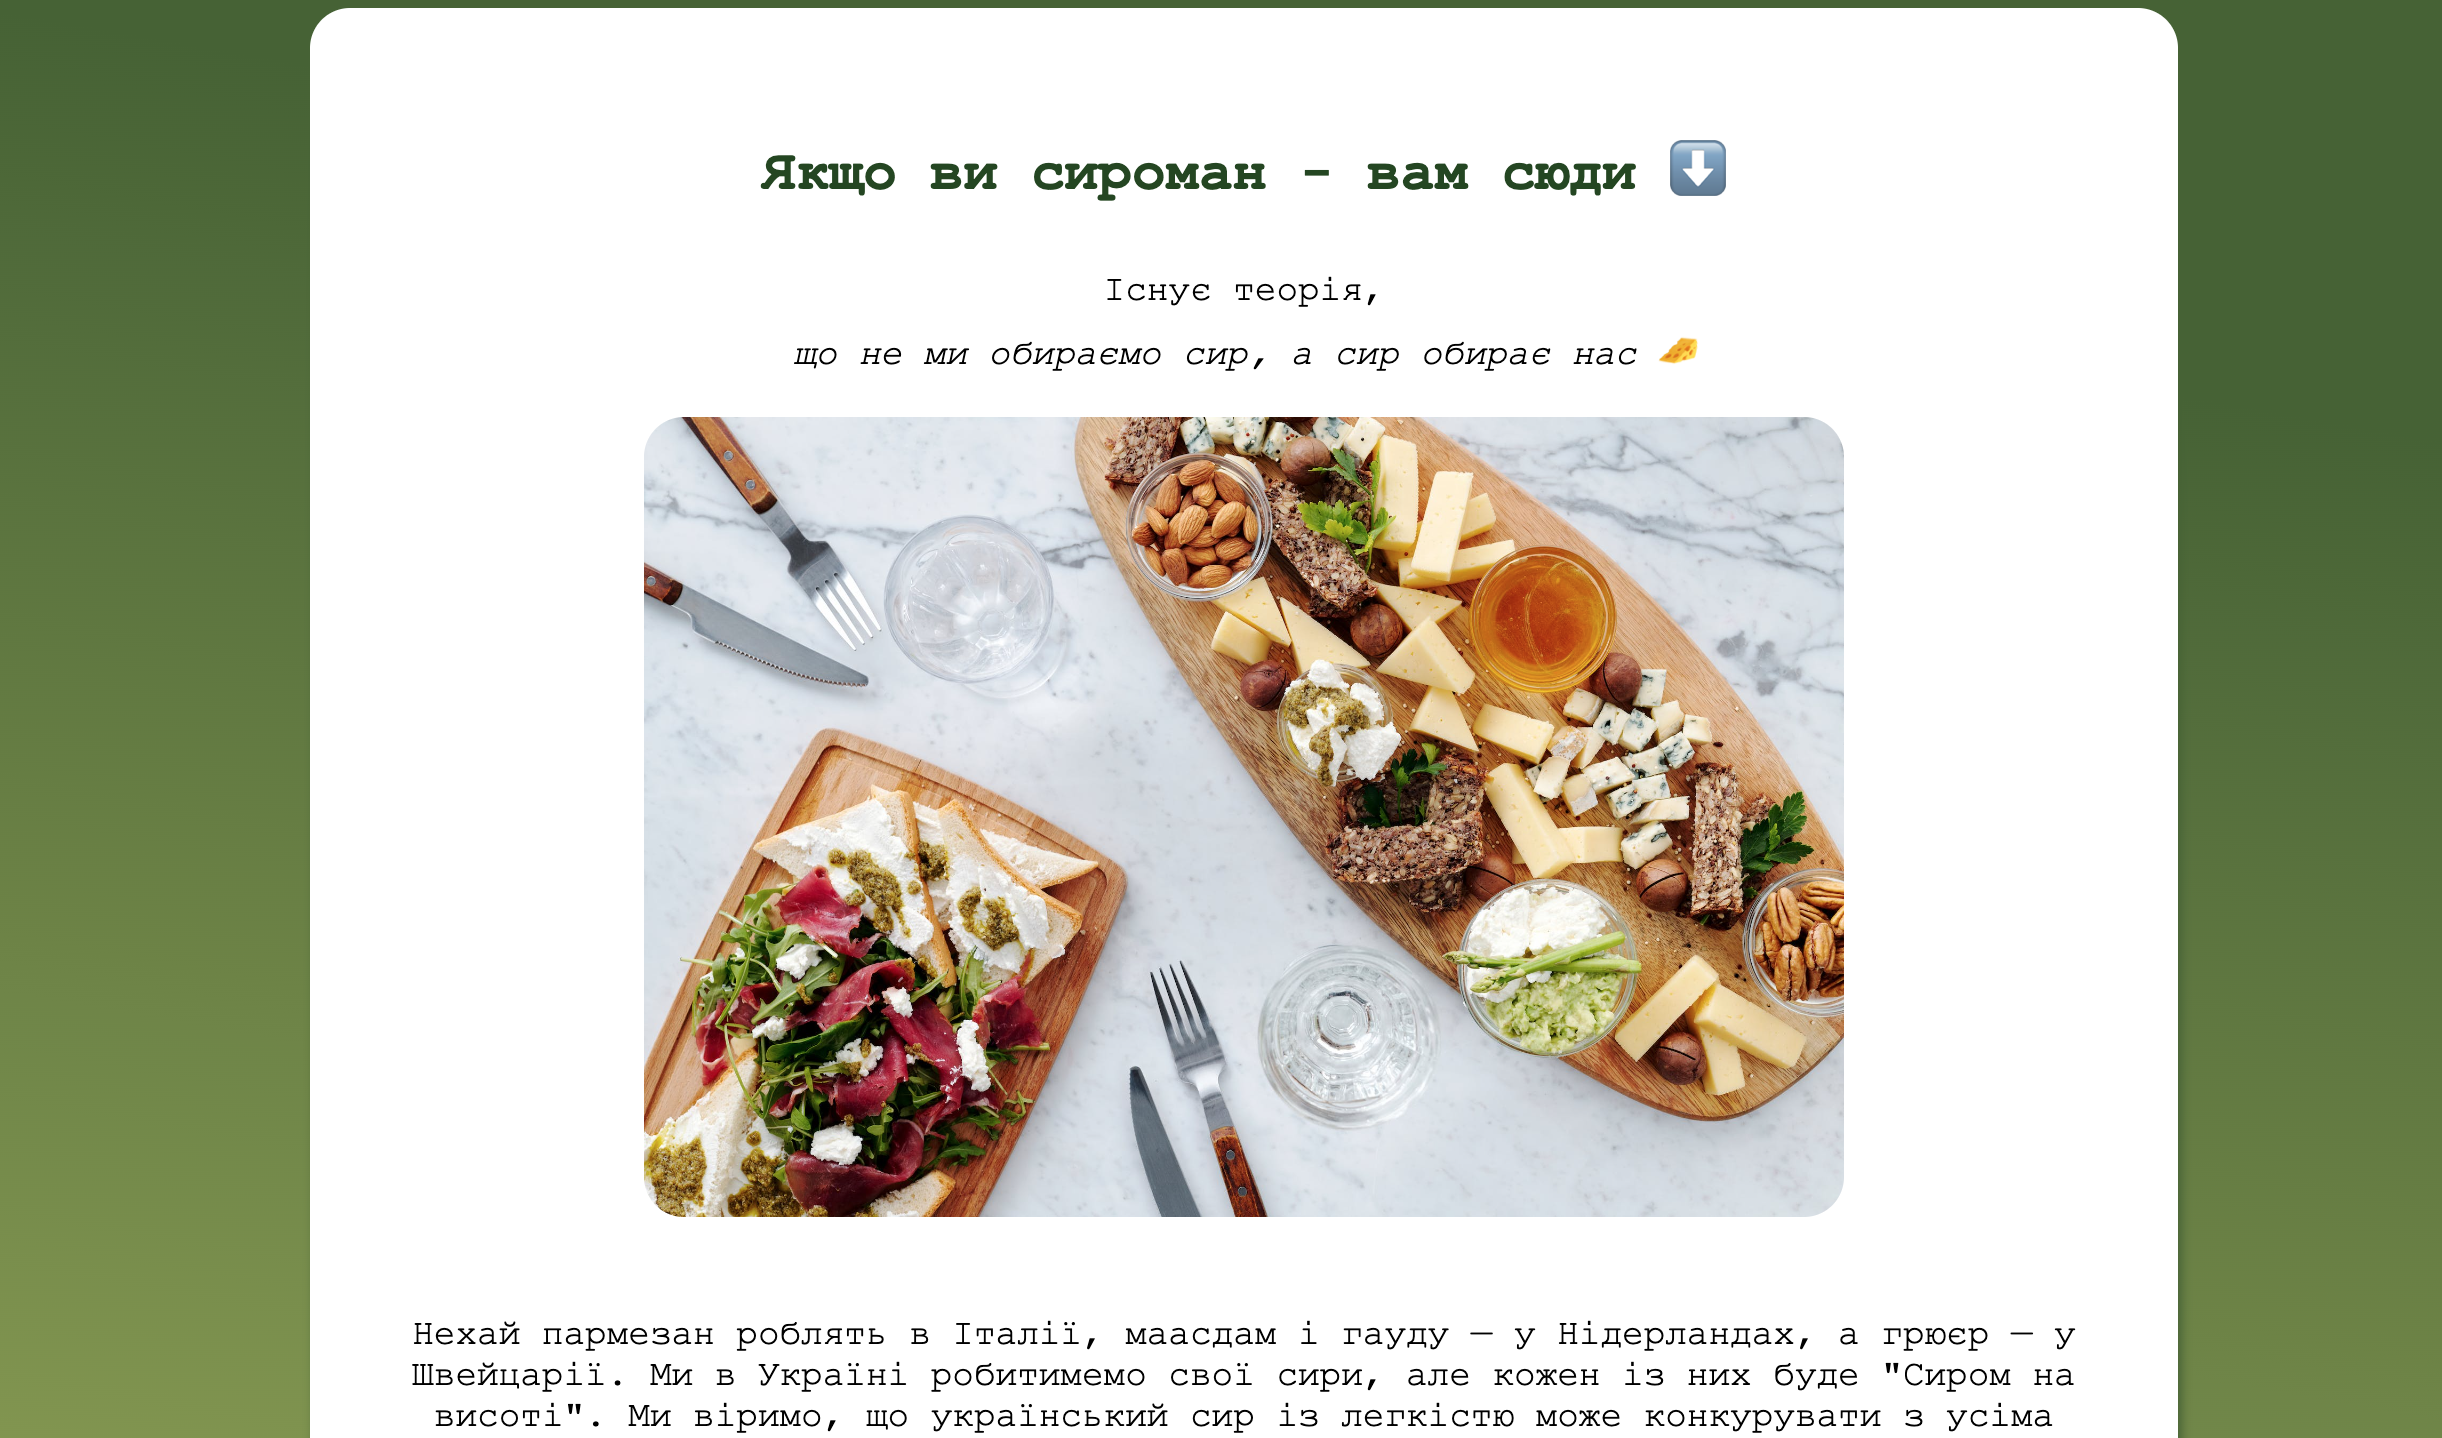 Якщо ви сироман - вам сюди ⬇️
Існує теорія,
що не ми обираємо сир, а сир обирає нас 🧀
Нехай пармезан роблять в Італії, маасдам і гауду — у Нідерландах, а грюєр — у
Швейцарії. Ми в Україні робитимемо свої сири, але кожен із них буде "Сиром на
висоті". Ми віримо, що український сир із легкістю може конкурувати з усіма